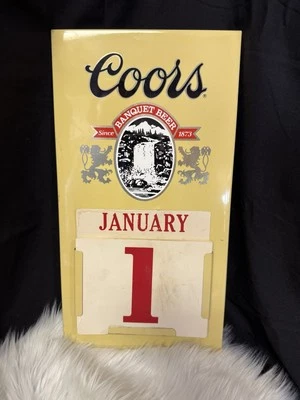 Coors
BANQUET BEER
Since 1873
JANUARY
1